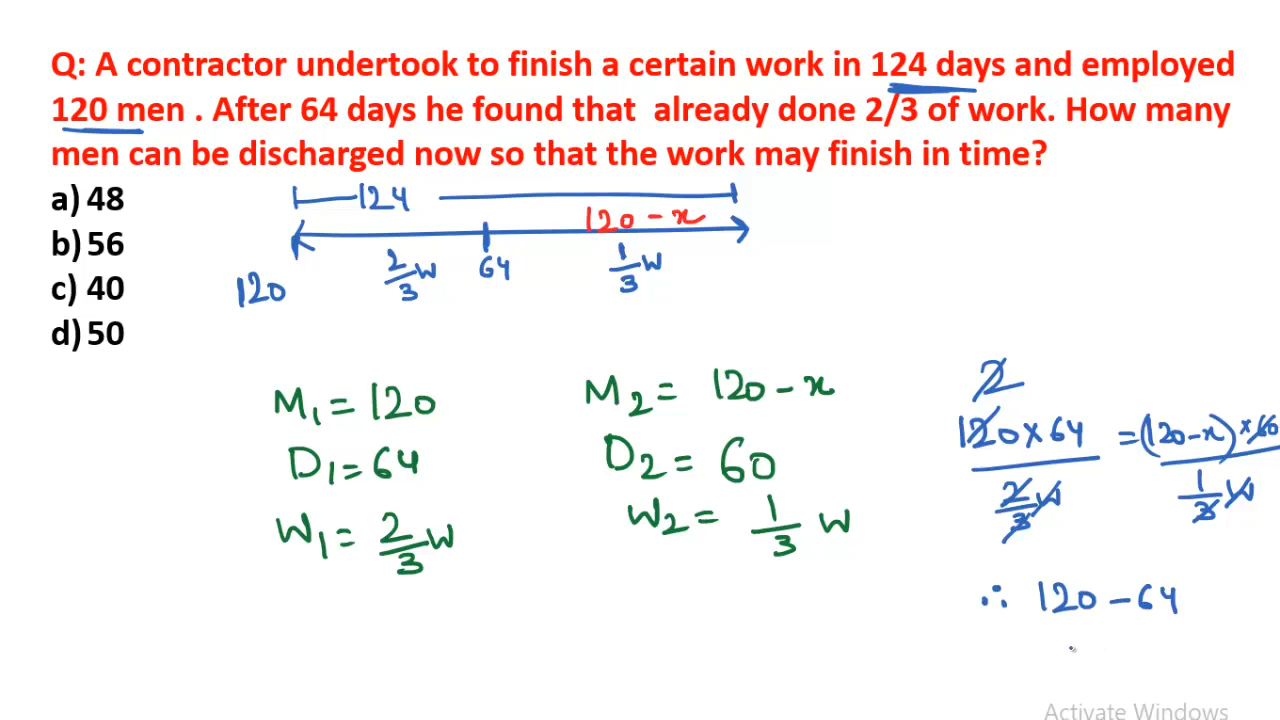 Q: A contractor undertook to finish a certain work in 124 days and employed
120 men . After 64 days he found that already done 2/3 of work. How many
men can be discharged now so that the work may finish in time?
a) 48
b) 56
c) 40
d) 50
124
120 - x
2/3 W 64 1/3 W
120
M1 = 120
D1 = 64
W1 = 2/3 W
M2 = 120 - x
D2 = 60
W2 = 1/3 W
2
120 × 64 = (120 - x) × 60
2/3 W 1/3 W
∴ 120 - 64
Activate Windows